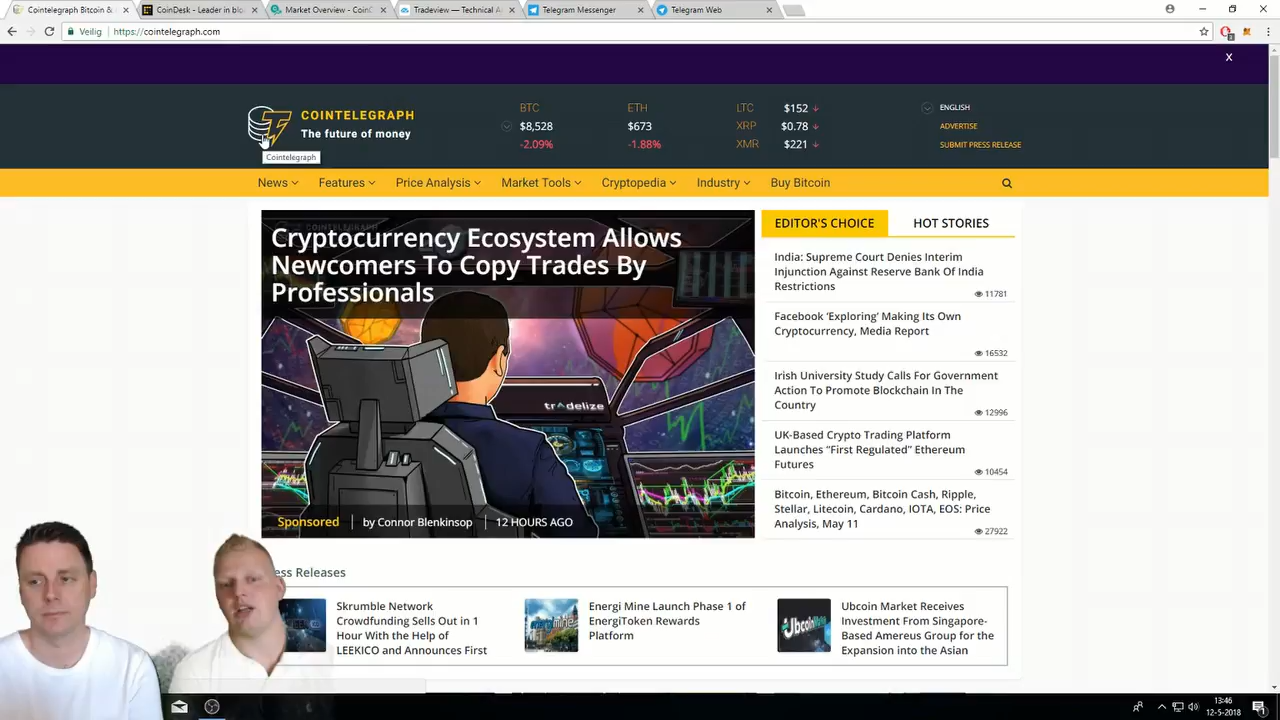 Cointelegraph Bitcoin &
CoinDesk - Leader in blo
Market Overview - CoinC
Tradeview — Technical A
Telegram Messenger
Telegram Web
Veilig
https://cointelegraph.com
X
COINTELEGRAPH
The future of money
Cointelegraph
BTC
$8,528
-2.09%
ETH
$673
-1.88%
LTC $152
XRP $0.78
XMR $221
ENGLISH
ADVERTISE
SUBMIT PRESS RELEASE
News Features Price Analysis Market Tools Cryptopedia Industry Buy Bitcoin
Cryptocurrency Ecosystem Allows
Newcomers To Copy Trades By
Professionals
tradelize
Sponsored by Connor Blenkinsop 12 HOURS AGO
EDITOR'S CHOICE HOT STORIES
India: Supreme Court Denies Interim
Injunction Against Reserve Bank Of India
Restrictions
11781
Facebook ‘Exploring’ Making Its Own
Cryptocurrency, Media Report
16532
Irish University Study Calls For Government
Action To Promote Blockchain In The
Country
12996
UK-Based Crypto Trading Platform
Launches “First Regulated” Ethereum
Futures
10454
Bitcoin, Ethereum, Bitcoin Cash, Ripple,
Stellar, Litecoin, Cardano, IOTA, EOS: Price
Analysis, May 11
27922
ess Releases
Skrumble Network
Crowdfunding Sells Out in 1
Hour With the Help of
LEEKICO and Announces First
Energi Mine Launch Phase 1 of
EnergiToken Rewards
Platform
Ubcoin Market Receives
Investment From Singapore-
Based Amereus Group for the
Expansion into the Asian
13:46
12-5-2018